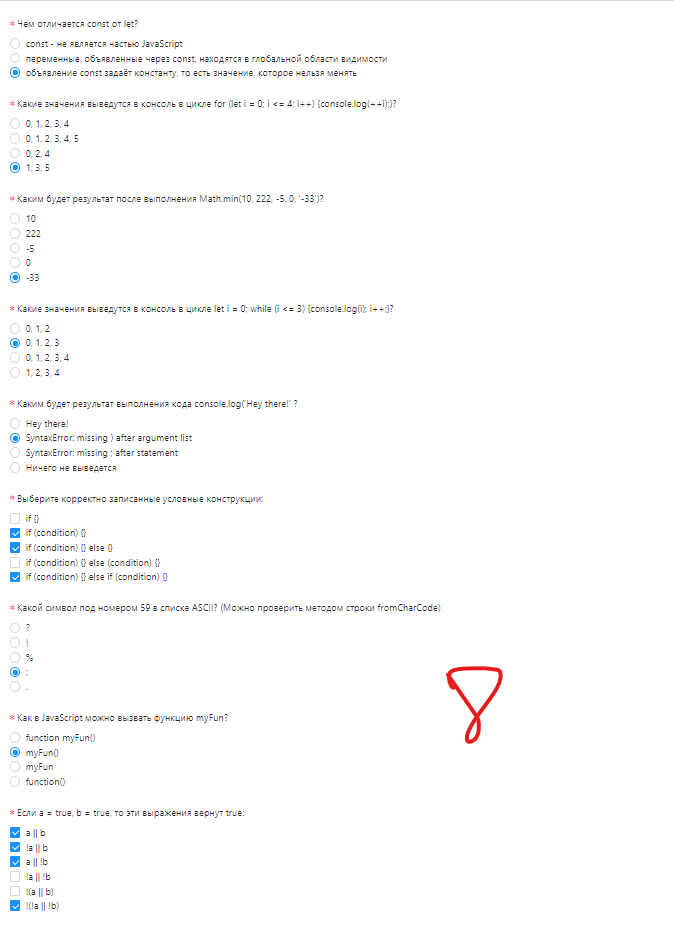 * Чем отличается const от let?
const - не является частью JavaScript
переменные, объявленные через const, находятся в глобальной области видимости
объявление const задаёт константу, то есть значение, которое нельзя менять
* Какие значения выведутся в консоль в цикле for (let i = 0; i <= 4; i++) {console.log(++i);}?
0, 1, 2, 3, 4
0, 1, 2, 3, 4, 5
0, 2, 4
1, 3, 5
* Каким будет результат после выполнения Math.min(10, 222, -5, 0, '-33')?
10
222
-5
0
-33
* Какие значения выведутся в консоль в цикле let i = 0; while (i <= 3) {console.log(i); i++;}?
0, 1, 2
0, 1, 2, 3
0, 1, 2, 3, 4
1, 2, 3, 4
* Каким будет результат выполнения кода console.log('Hey there!' ?
Hey there!
SyntaxError: missing ) after argument list
SyntaxError: missing ; after statement
Ничего не выведется
* Выберите корректно записанные условные конструкции:
if {}
if (condition) {}
if (condition) {} else {}
if (condition) {} else (condition) {}
if (condition) {} else if (condition) {}
* Какой символ под номером 59 в списке ASCII? (Можно проверить методом строки fromCharCode)
?
!
%
;
.
8
* Как в JavaScript можно вызвать функцию myFun?
function myFun()
myFun()
myFun
function()
* Если a = true, b = true, то эти выражения вернут true:
a || b
!a || b
a || !b
!a || !b
!(a || b)
!(!a || !b)